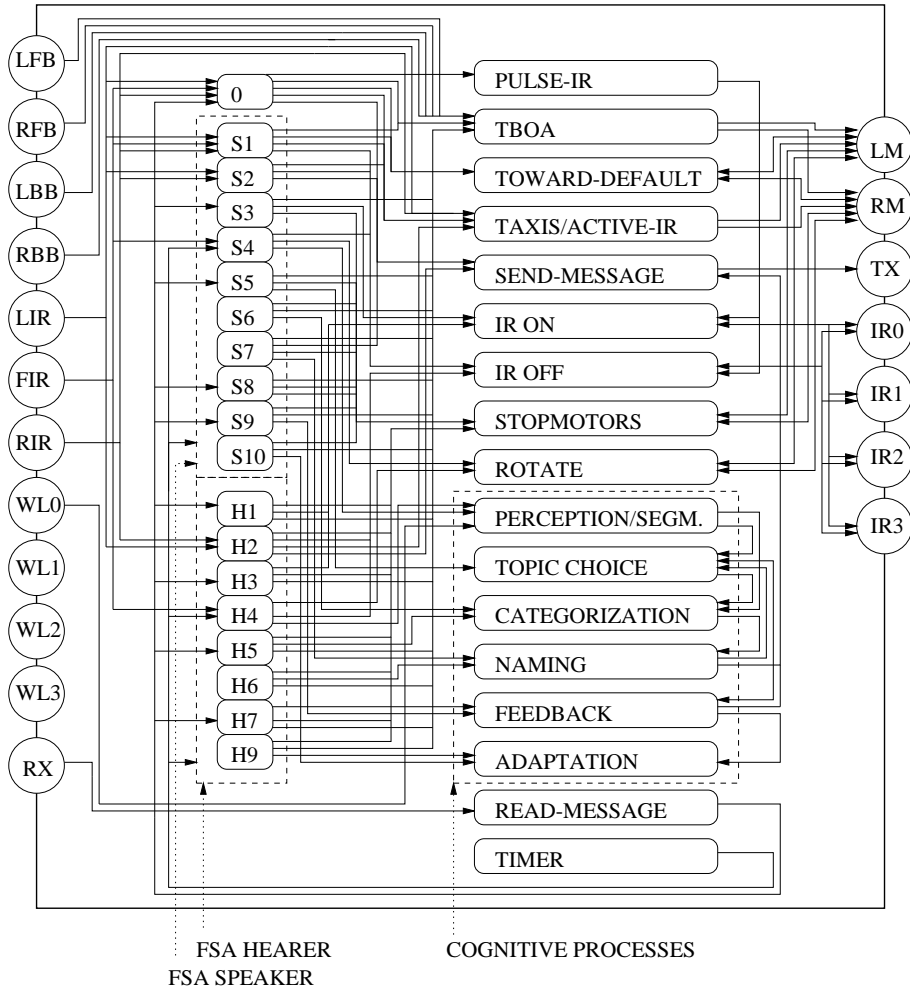 LFB
RFB
LBB
RBB
LIR
FIR
RIR
WL0
WL1
WL2
WL3
RX
0
S1
S2
S3
S4
S5
S6
S7
S8
S9
S10
H1
H2
H3
H4
H5
H6
H7
H9
PULSE-IR
TBOA
TOWARD-DEFAULT
TAXIS/ACTIVE-IR
SEND-MESSAGE
IR ON
IR OFF
STOPMOTORS
ROTATE
PERCEPTION/SEGM.
TOPIC CHOICE
CATEGORIZATION
NAMING
FEEDBACK
ADAPTATION
READ-MESSAGE
TIMER
LM
RM
TX
IR0
IR1
IR2
IR3
FSA HEARER
FSA SPEAKER
COGNITIVE PROCESSES